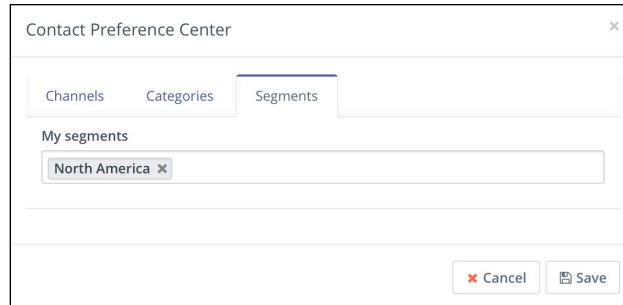 Contact Preference Center ×
Channels Categories Segments
My segments
North America ×
Cancel Save